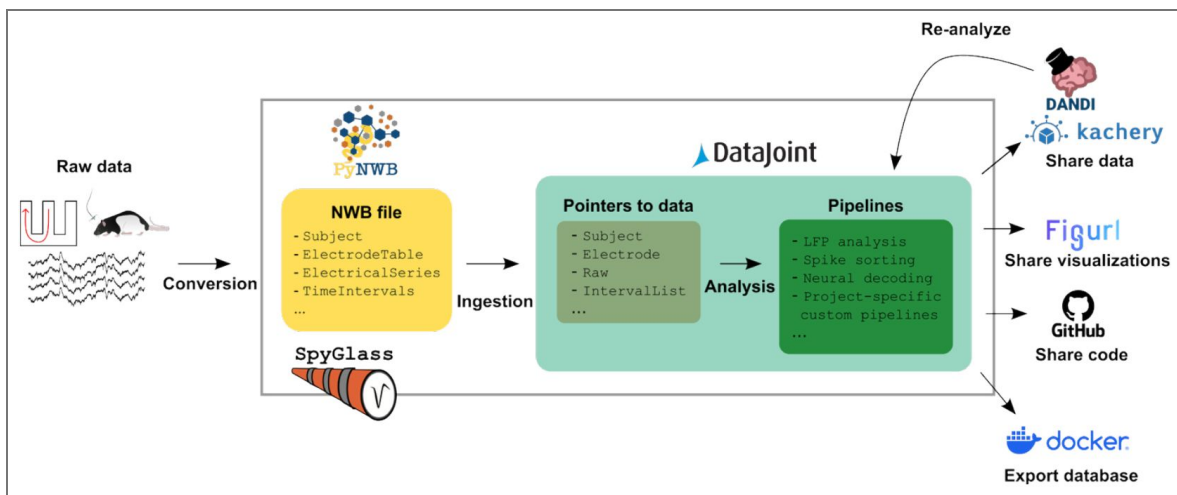 Re-analyze
DANDI
kachery
Share data
Raw data
PyNWB
DataJoint
NWB file
- Subject
- ElectrodeTable
- ElectricalSeries
- TimeIntervals
...
Pointers to data
- Subject
- Electrode
- Raw
- IntervalList
...
Pipelines
- LFP analysis
- Spike sorting
- Neural decoding
- Project-specific
custom pipelines
...
Conversion
Ingestion
Analysis
Figurl
Share visualizations
GitHub
Share code
SpyGlass
docker
Export database